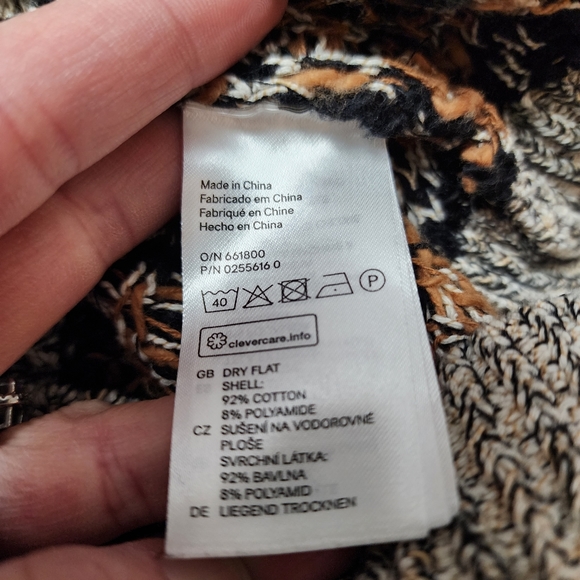 Made in China
Fabricado em China
Fabriqué en Chine
Hecho en China
O/N 661800
P/N 0255616 0
40 P
clevercare.info
GB DRY FLAT
SHELL:
92% COTTON
8% POLYAMIDE
CZ SUŠENÍ NA VODOROVNÉ
PLOŠE
SVRCHNÍ LÁTKA:
92% BAVLNA
8% POLYAMID
DE LIEGEND TROCKNEN